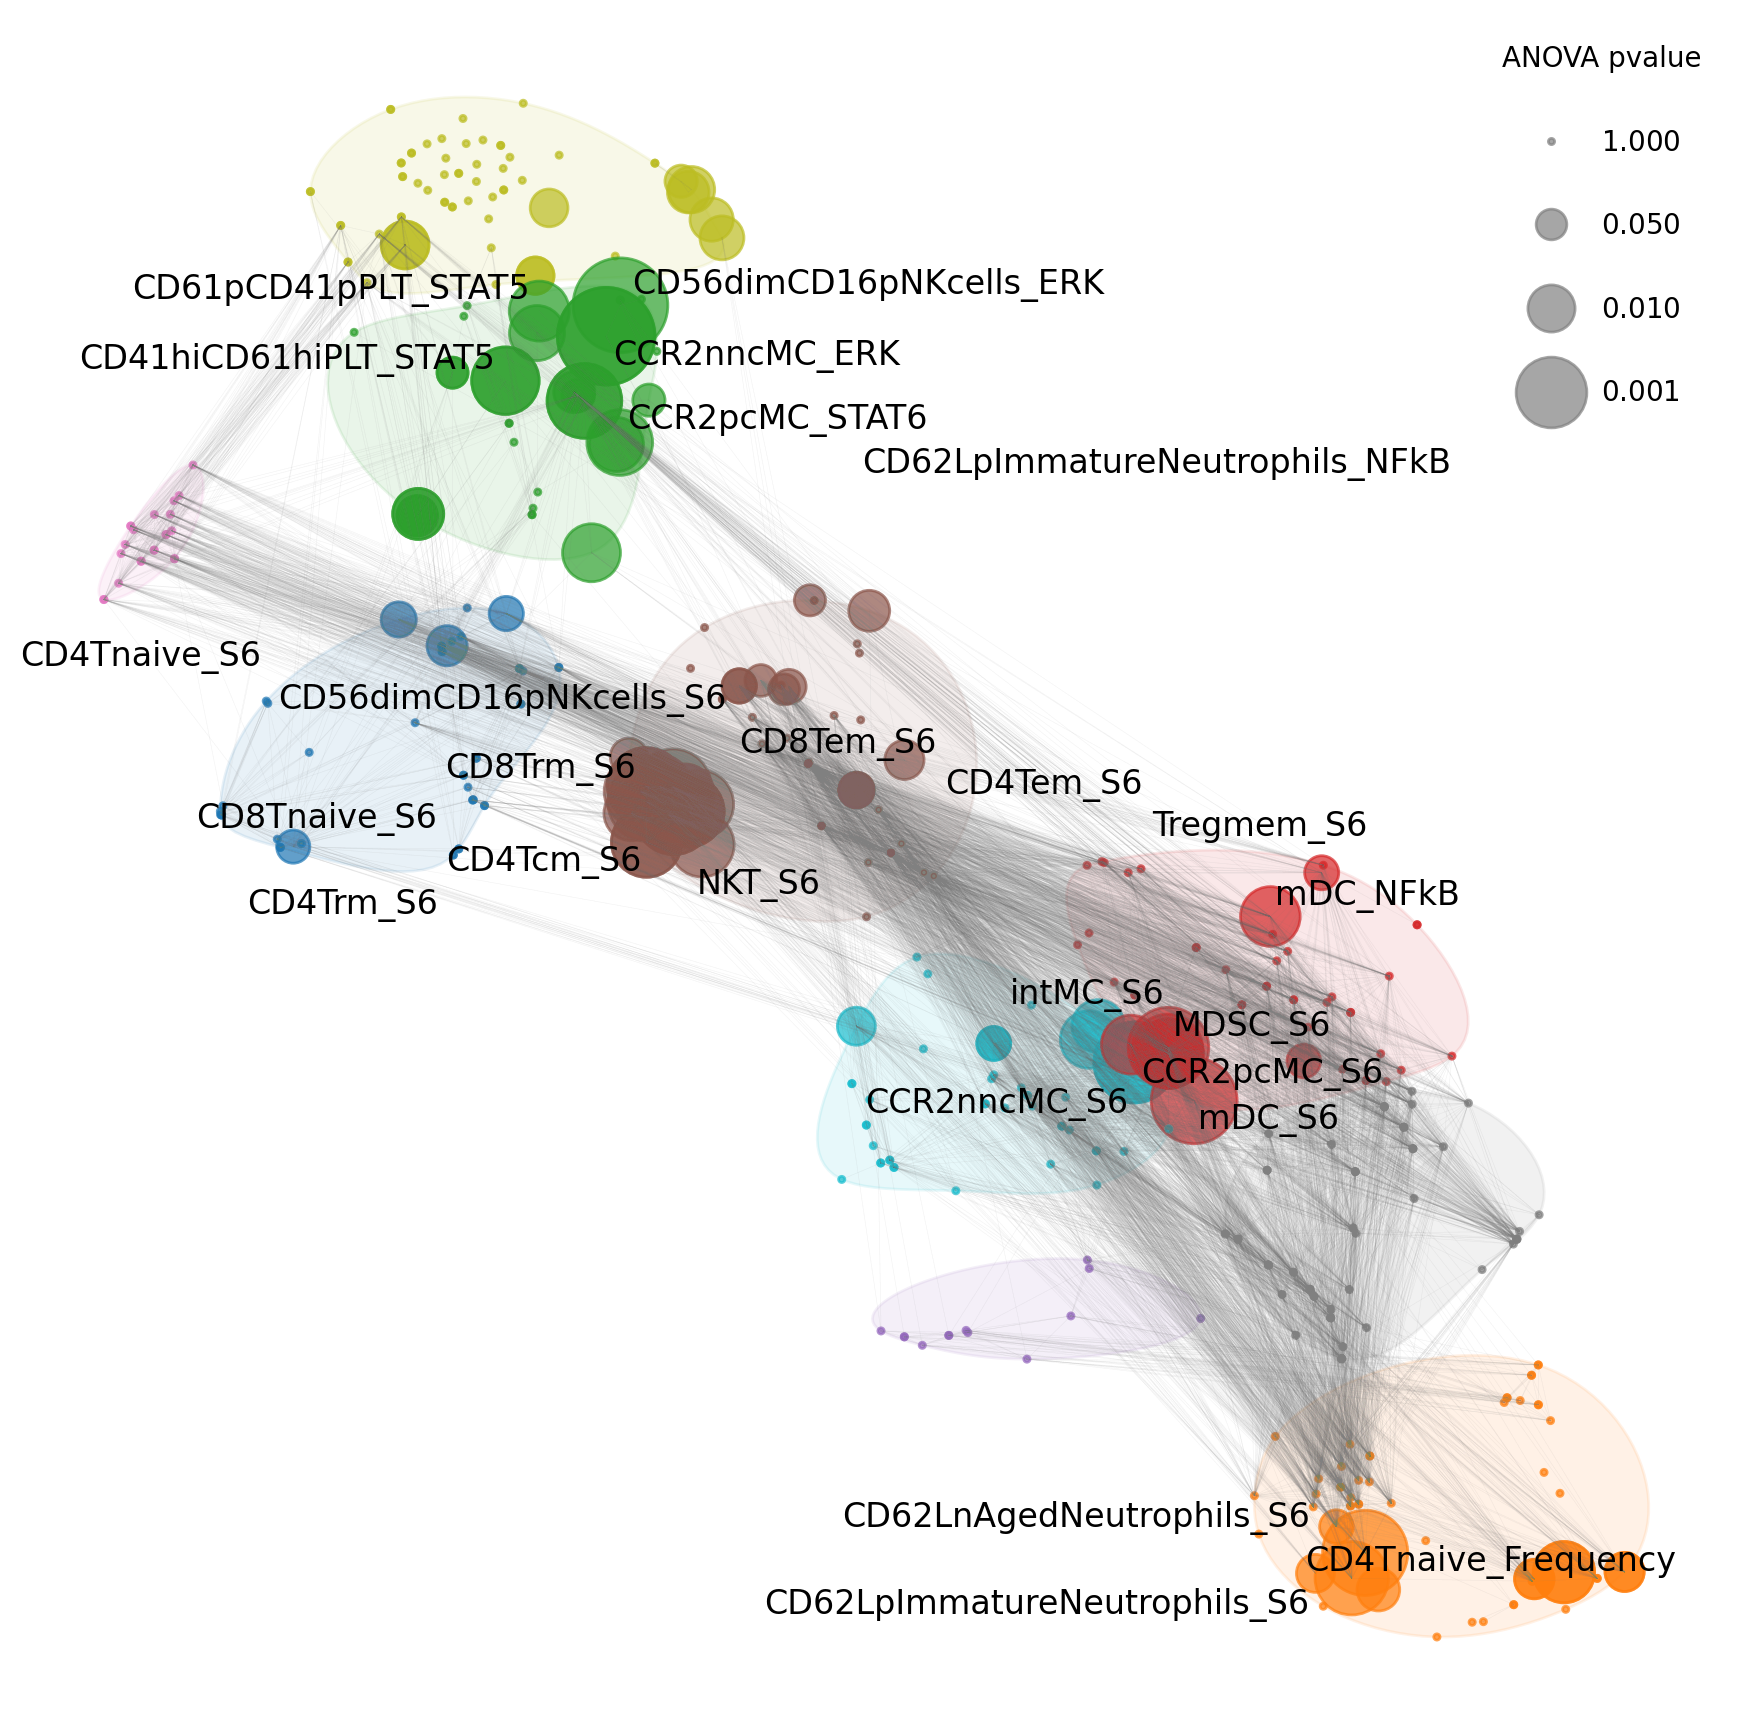 ANOVA pvalue
1.000
0.050
CD56dimCD16pNKcells_ERK
CD61pCD41pPLT_STAT5
0.010
CCR2nncMC_ERK
CD41hiCD61hiPLT_STAT5
0.001
CCR2pcMC_STAT6
CD62LpImmatureNeutrophils_NFkB
CD4Tnaive_S6
CD56dimCD16pNKcells_S6
CD8Tem_S6
CD8Trm_S6
CD4Tem_S6
CD8Tnaive_S6
Tregmem_S6
CD4Tcm_S6
NKT_S6
mDC_NFkB
CD4Trm_S6
intMC_S6
MDSC_S6
CCR2pcMC_S6
CCR2nncMC_S6
mDC_S6
CD62LnAgedNeutrophils_S6
CD4Tnaive_Frequency
CD62LpImmatureNeutrophils_S6